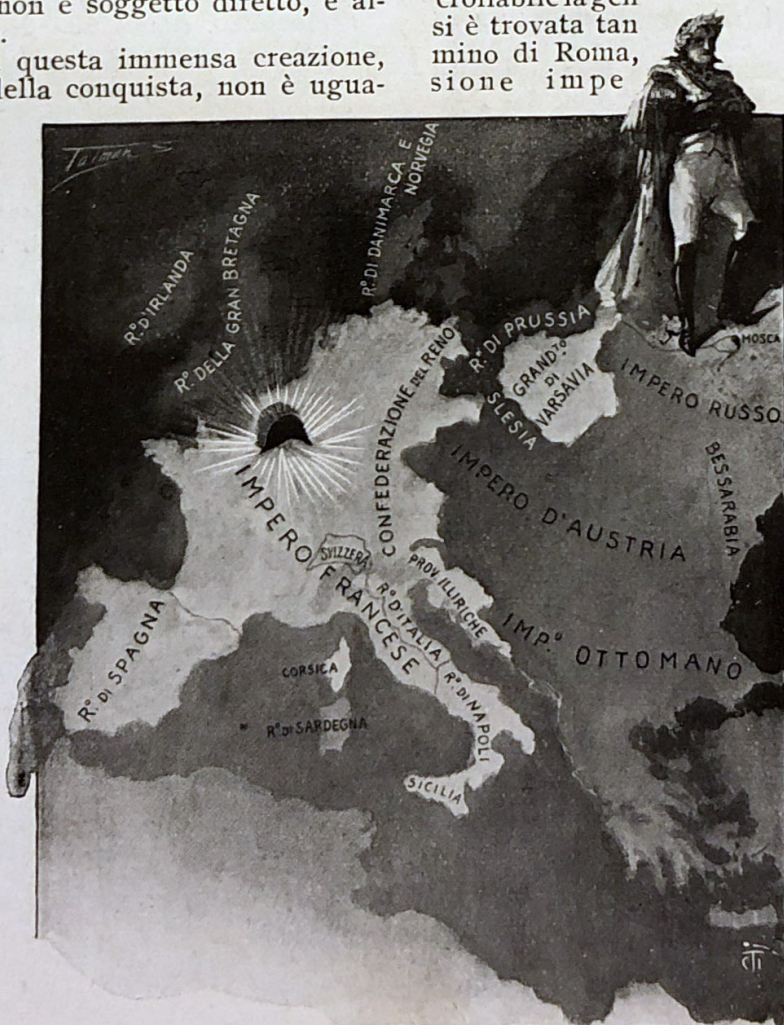 non è soggetto diretto, e al-
questa immensa creazione,
della conquista, non è ugua-
si è trovata tan
mino di Roma,
sione impe
R.º D'IRLANDA
R.º DELLA GRAN BRETAGNA
R.º DI DANIMARCA E
NORVEGIA
R.º DI PRUSSIA
GRAND.TO
DI
VARSAVIA
SLESIA
MOSCA
IMPERO RUSSO
BESSARABIA
CONFEDERAZIONE DEL RENO
IMPERO D'AUSTRIA
IMPERO FRANCESE
SVIZZERA
PROV. ILLIRICHE
R.º D'ITALIA
IMP.º OTTOMANO
R.º DI SPAGNA
CORSICA
R.º DI SARDEGNA
R.º DI NAPOLI
SICILIA